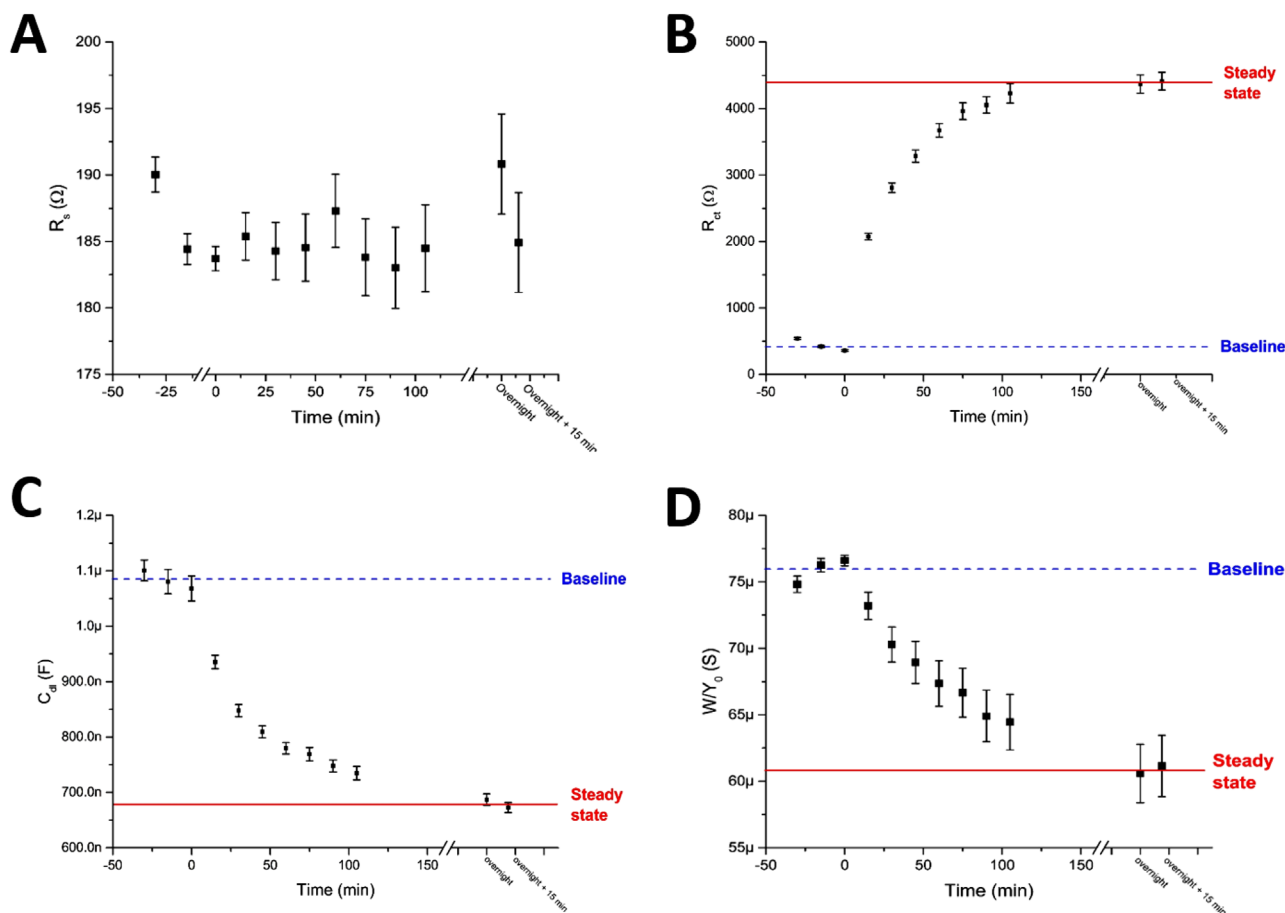 A
200
195
190
185
180
175
R_s (Ω)
-50
-25
0
25
50
75
100
Overnight
Overnight + 15 min
Time (min)
B
5000
4000
3000
2000
1000
0
R_ct (Ω)
Steady
state
Baseline
-50
0
50
100
150
overnight
overnight + 15 min
Time (min)
C
1.2µ
1.1µ
1.0µ
900.0n
800.0n
700.0n
600.0n
C_dl (F)
Baseline
Steady
state
-50
0
50
100
150
overnight
overnight + 15 min
Time (min)
D
80µ
75µ
70µ
65µ
60µ
55µ
W/Y_0 (S)
Baseline
Steady
state
-50
0
50
100
150
overnight
overnight + 15 min
Time (min)